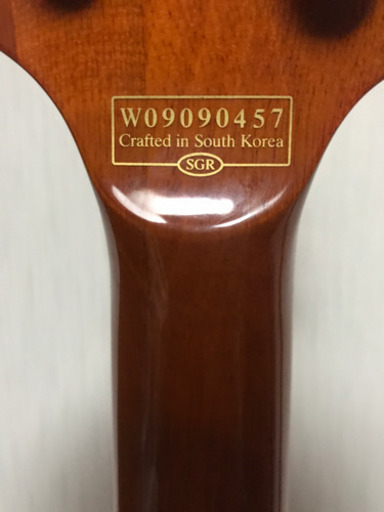 W09090457
Crafted in South Korea
SGR